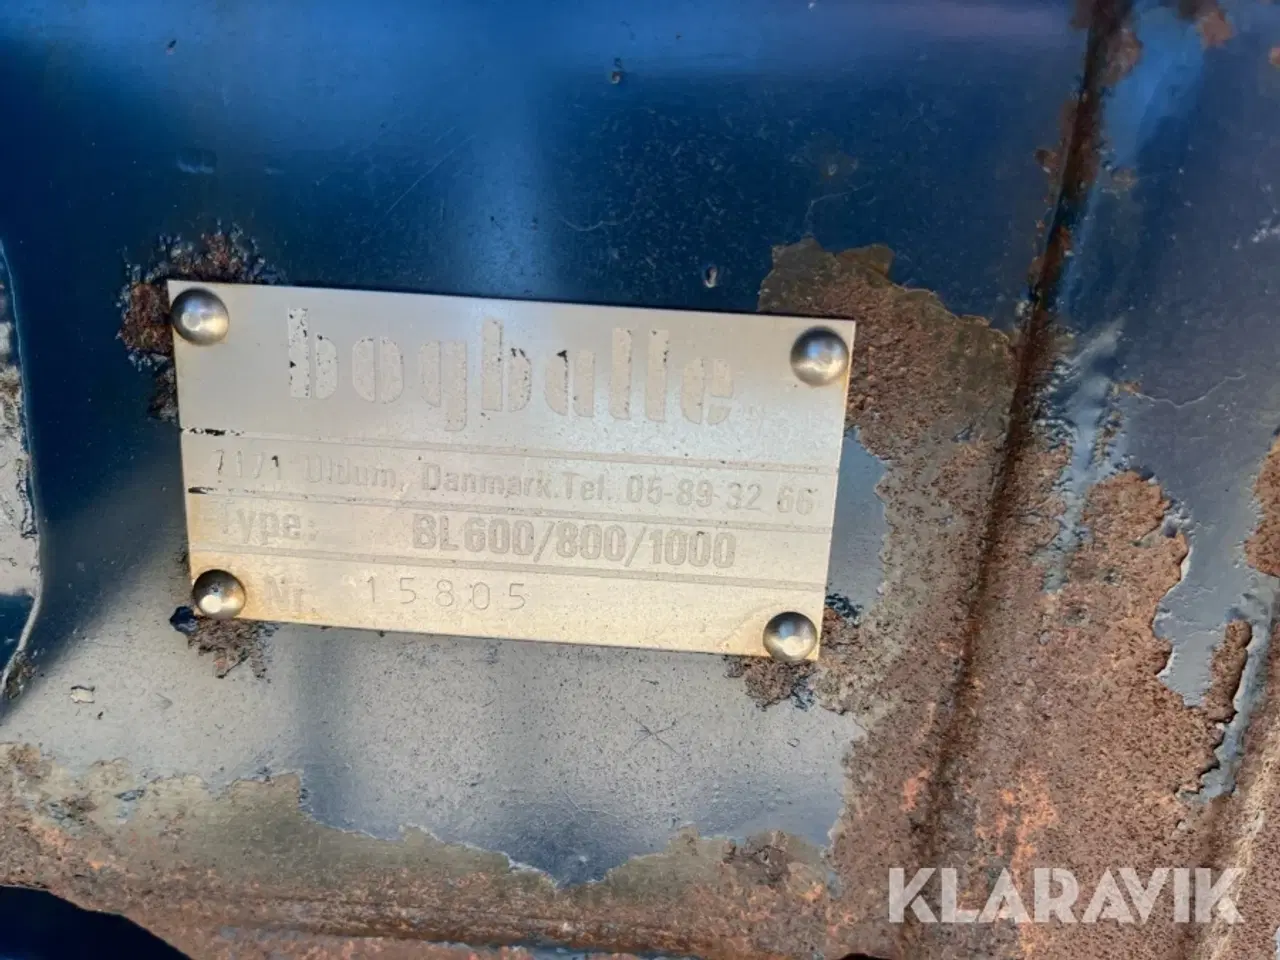 bogballe
7171 Uldum, Danmark. Tel. 05-89 32 66
Type: BL600/800/1000
Nr. 15805
KLARAVIK